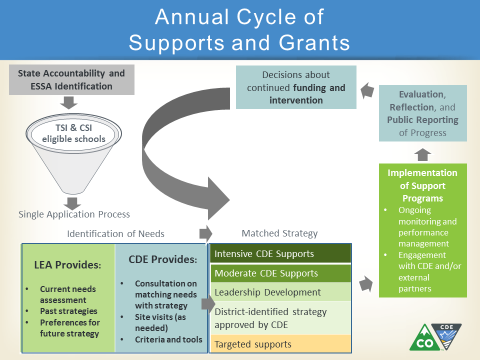 Annual Cycle of
Supports and Grants
State Accountability and
ESSA Identification
TSI & CSI
eligible schools
Single Application Process
Decisions about
continued funding and
intervention
Evaluation,
Reflection, and
Public Reporting
of Progress
Implementation
of Support
Programs
• Ongoing
monitoring and
performance
management
• Engagement
with CDE and/or
external
partners
Identification of Needs
Matched Strategy
LEA Provides:
• Current needs
assessment
• Past strategies
• Preferences for
future strategy
CDE Provides:
• Consultation on
matching needs
with strategy
• Site visits (as
needed)
• Criteria and tools
Intensive CDE Supports
Moderate CDE Supports
Leadership Development
District-identified strategy
approved by CDE
Targeted supports
CO
CDE